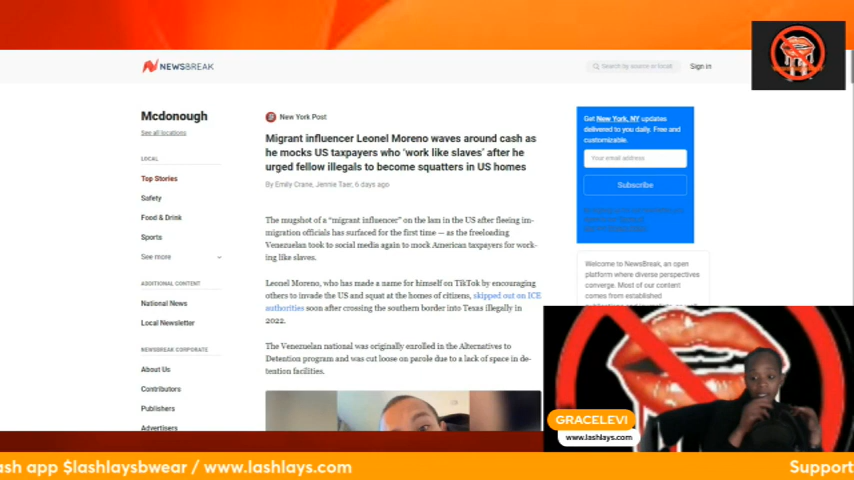 NEWSBREAK
Search by source or locati
Sign in
Mcdonough
See all locations
LOCAL
Top Stories
Safety
Food & Drink
Sports
See more
ADDITIONAL CONTENT
National News
Local Newsletter
NEWSBREAK CORPORATE
About Us
Contributors
Publishers
Advertisers
New York Post
Migrant influencer Leonel Moreno waves around cash as
he mocks US taxpayers who ‘work like slaves’ after he
urged fellow illegals to become squatters in US homes
By Emily Crane, Jennie Taer, 6 days ago
The mugshot of a “migrant influencer” on the lam in the US after fleeing im-
migration officials has surfaced for the first time — as the freeloading
Venezuelan took to social media again to mock American taxpayers for work-
ing like slaves.
Leonel Moreno, who has made a name for himself on TikTok by encouraging
others to invade the US and squat at the homes of citizens, skipped out on ICE
authorities soon after crossing the southern border into Texas illegally in
2022.
The Venezuelan national was originally enrolled in the Alternatives to
Detention program and was cut loose on parole due to a lack of space in de-
tention facilities.
Get New York, NY updates
delivered to you daily. Free and
customizable.
Your email address
Subscribe
Welcome to NewsBreak, an open
platform where diverse perspectives
converge. Most of our content
comes from established
GRACELEVI
www.lashlays.com
ash app $lashlaysbwear / www.lashlays.com
Support